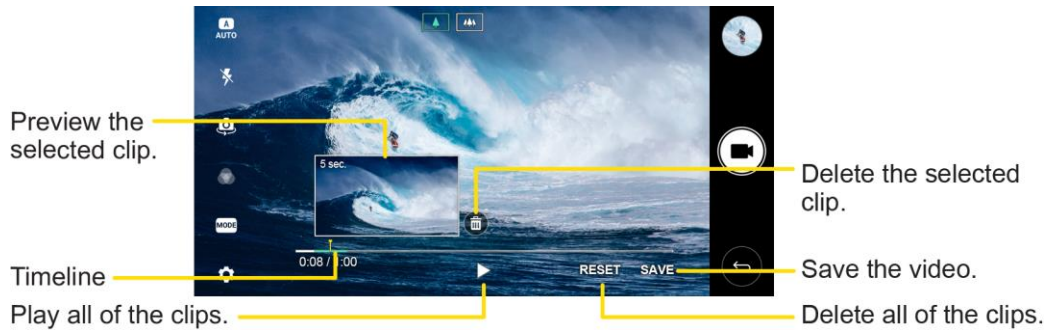 A
AUTO
Preview the
selected clip.
5 sec.
Delete the selected
clip.
MODE
Timeline
0:08 / :00
RESET
SAVE
Save the video.
Play all of the clips.
Delete all of the clips.